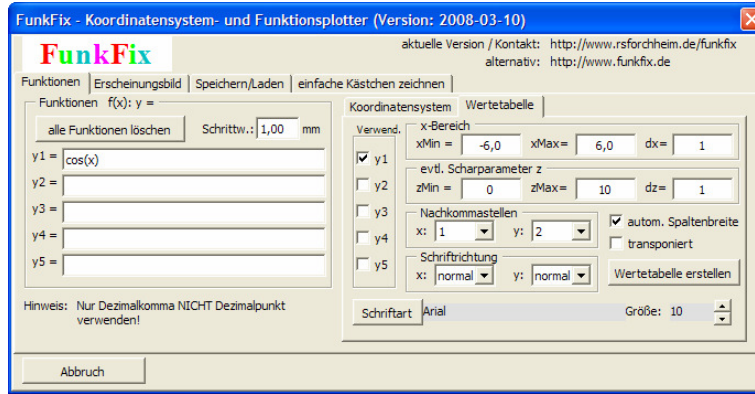 FunkFix - Koordinatensystem- und Funktionsplotter (Version: 2008-03-10)
FunkFix
aktuelle Version / Kontakt: http://www.rsforchheim.de/funkfix
alternativ: http://www.funkfix.de
Funktionen Erscheinungsbild Speichern/Laden einfache Kästchen zeichnen
Funktionen f(x): y =
alle Funktionen löschen Schrittw.: 1,00 mm
y1 = cos(x)
y2 =
y3 =
y4 =
y5 =
Hinweis: Nur Dezimalkomma NICHT Dezimalpunkt
verwenden!
Koordinatensystem Wertetabelle
Verwend.
y1
y2
y3
y4
y5
x-Bereich
xMin = -6,0 xMax= 6,0 dx= 1
evtl. Scharparameter z
zMin = 0 zMax= 10 dz= 1
Nachkommastellen
x: 1 y: 2
autom. Spaltenbreite
transponiert
Schriftrichtung
x: normal y: normal
Wertetabelle erstellen
Schriftart Arial Größe: 10
Abbruch